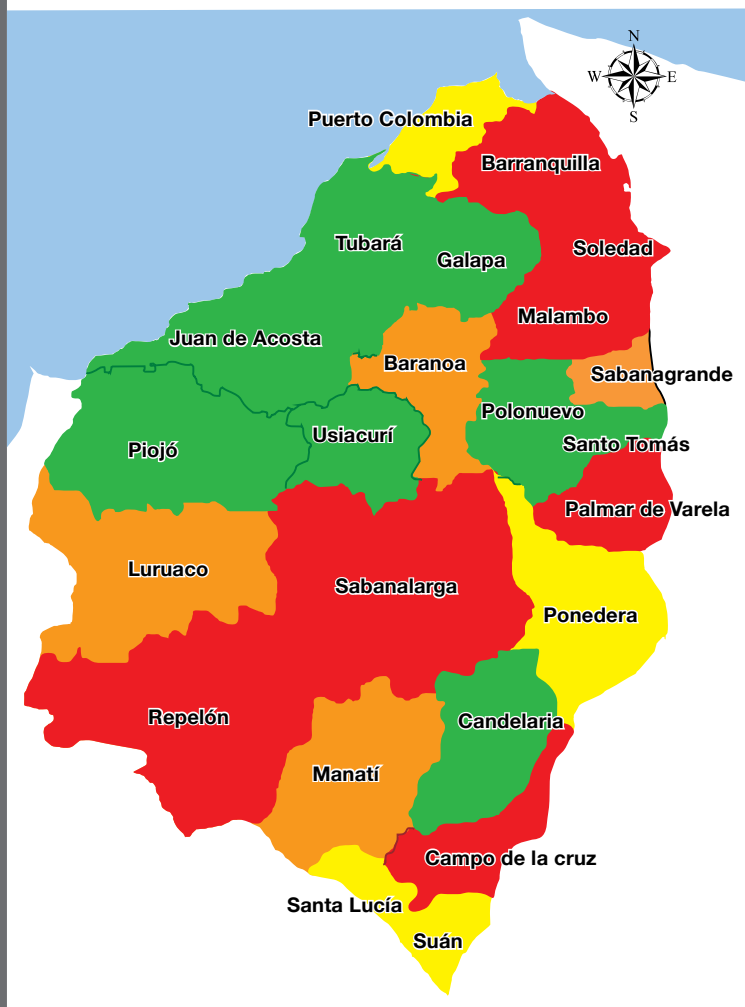 N
W E
S
Puerto Colombia
Barranquilla
Tubará
Soledad
Galapa
Malambo
Juan de Acosta
Baranoa
Sabanagrande
Polonuevo
Usiacurí
Santo Tomás
Piojó
Palmar de Varela
Luruaco
Sabanalarga
Ponedera
Repelón
Candelaria
Manatí
Campo de la cruz
Santa Lucía
Suán